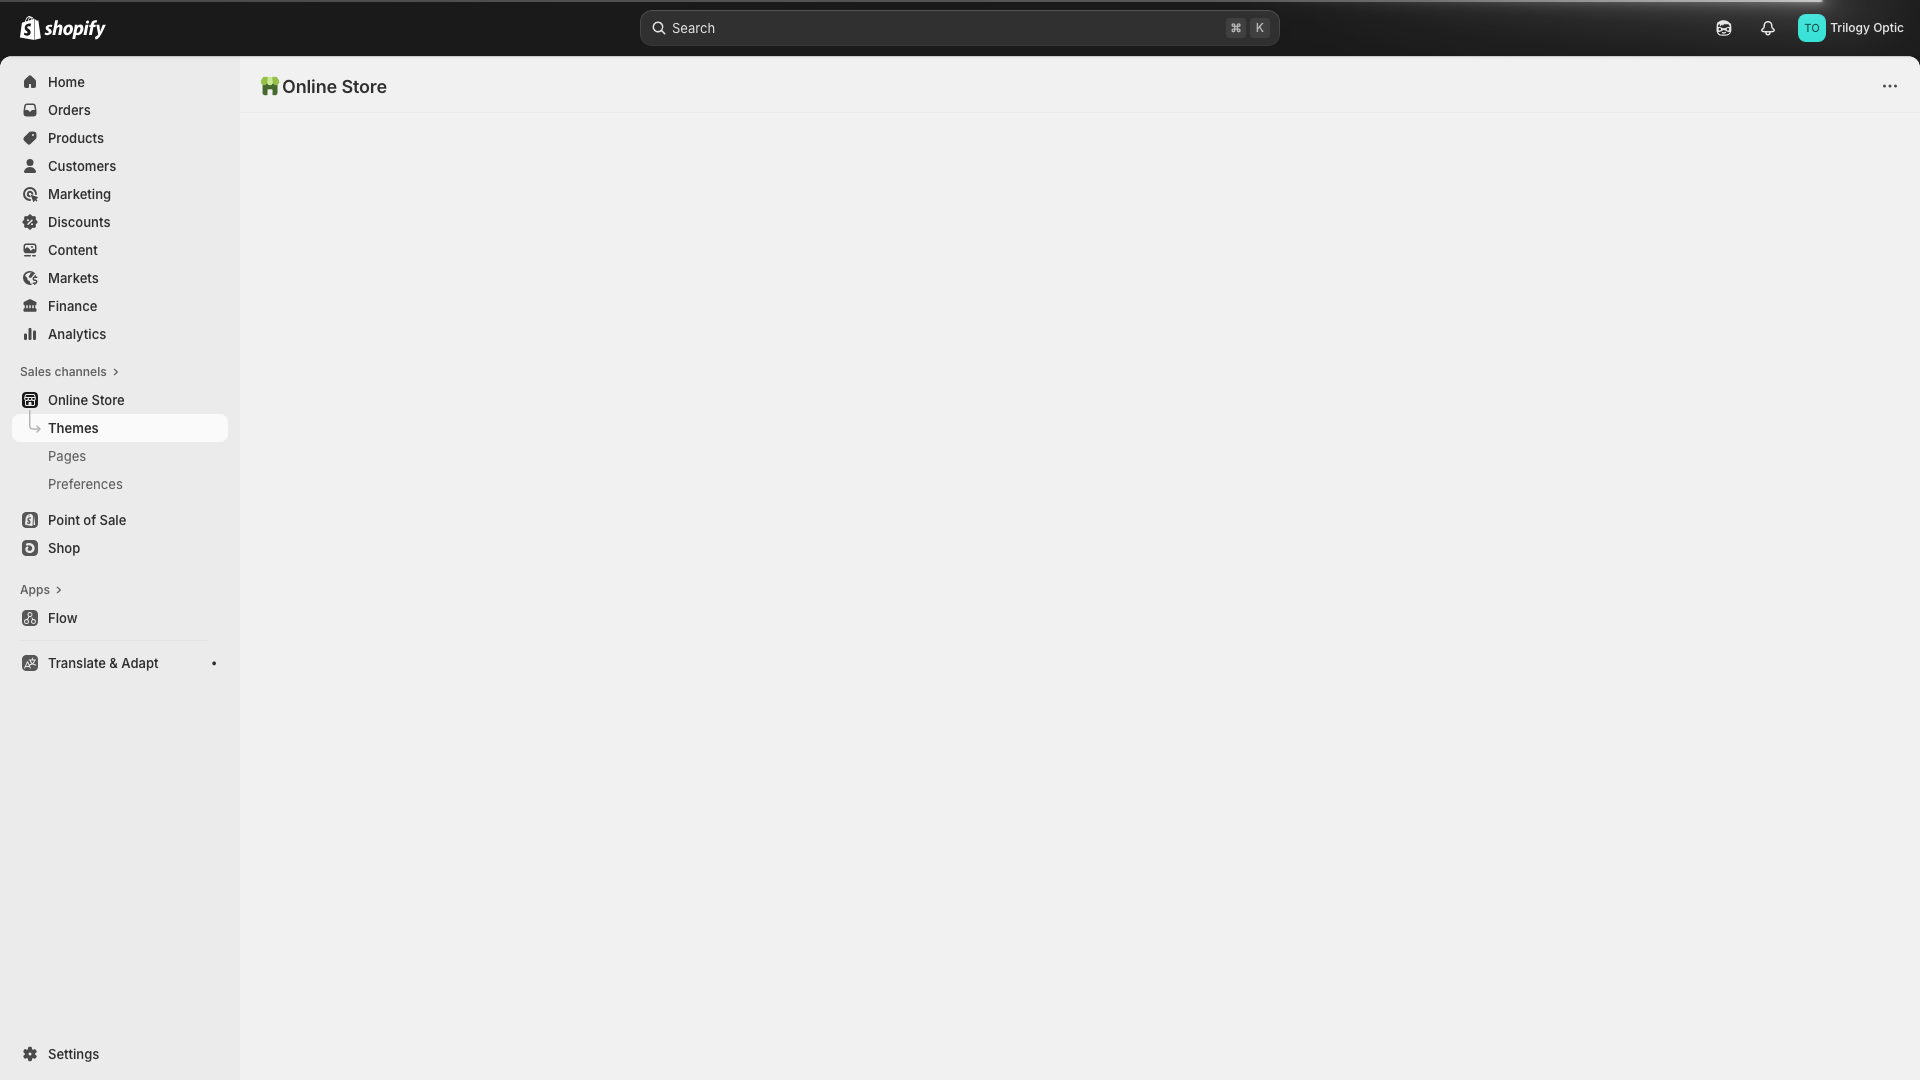 shopify
Search
⌘ K
TO
Trilogy Optic
Home
Orders
Products
Customers
Marketing
Discounts
Content
Markets
Finance
Analytics
Sales channels
Online Store
Themes
Pages
Preferences
Point of Sale
Shop
Apps
Flow
Translate & Adapt
Settings
Online Store